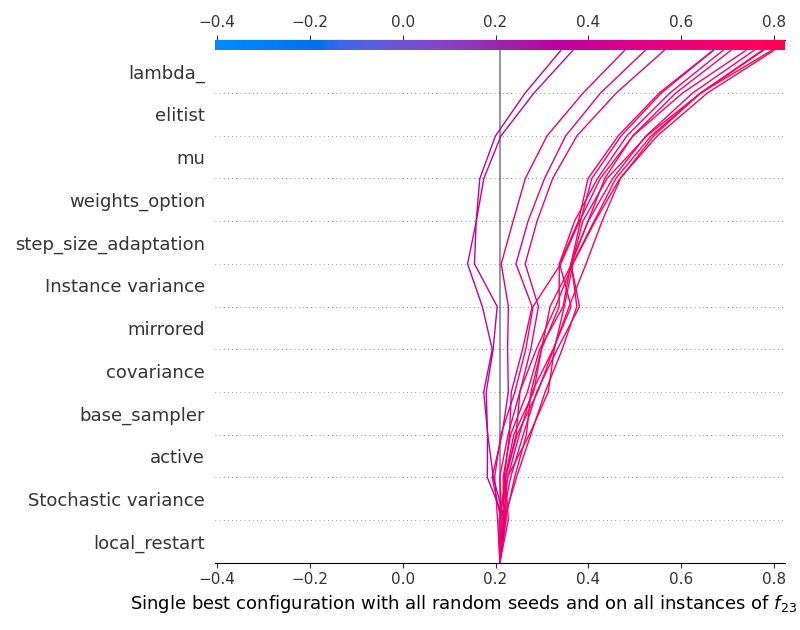 −0.4 −0.2 0.0 0.2 0.4 0.6 0.8
lambda_
elitist
mu
weights_option
step_size_adaptation
Instance variance
mirrored
covariance
base_sampler
active
Stochastic variance
local_restart
−0.4 −0.2 0.0 0.2 0.4 0.6 0.8
Single best configuration with all random seeds and on all instances of f23